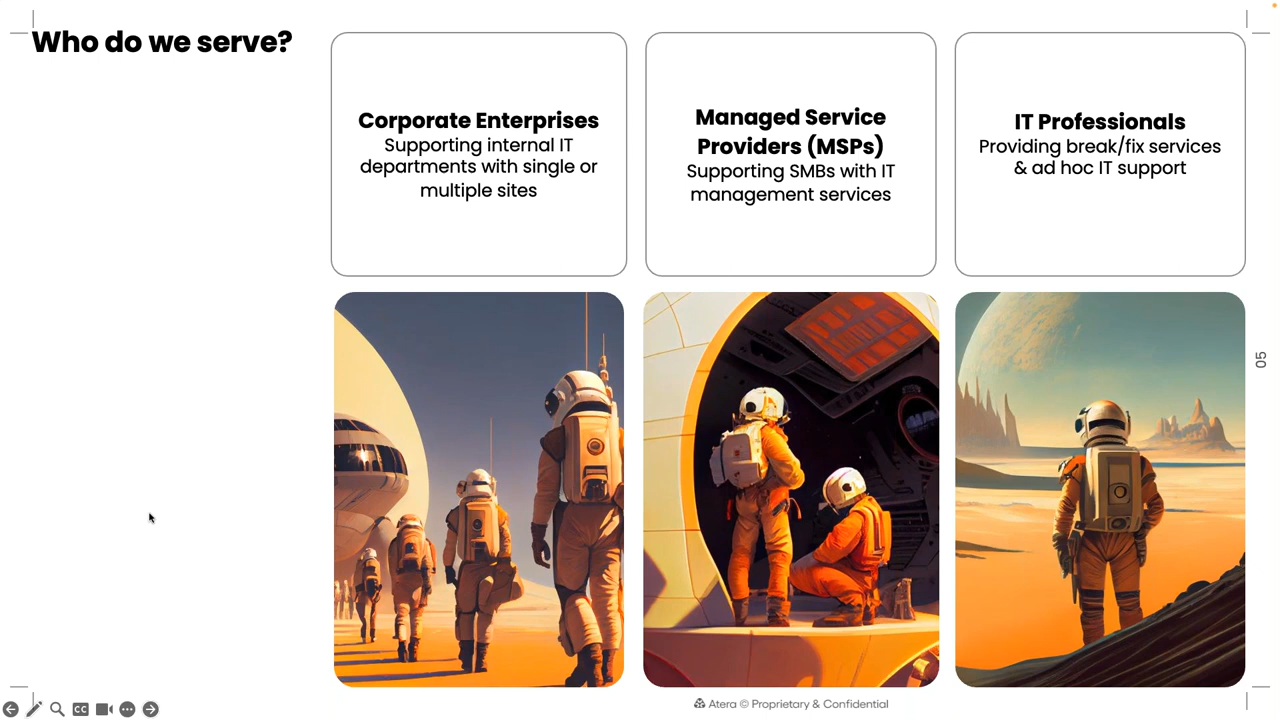 Who do we serve?
Corporate Enterprises
Supporting internal IT
departments with single or
multiple sites
Managed Service
Providers (MSPs)
Supporting SMBs with IT
management services
IT Professionals
Providing break/fix services
& ad hoc IT support
05
CC
Atera © Proprietary & Confidential